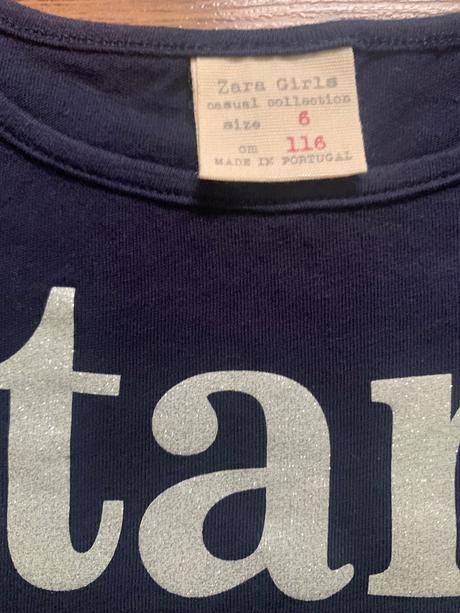 Zara Girls
casual collection
size 6
cm 116
MADE IN PORTUGAL
tar